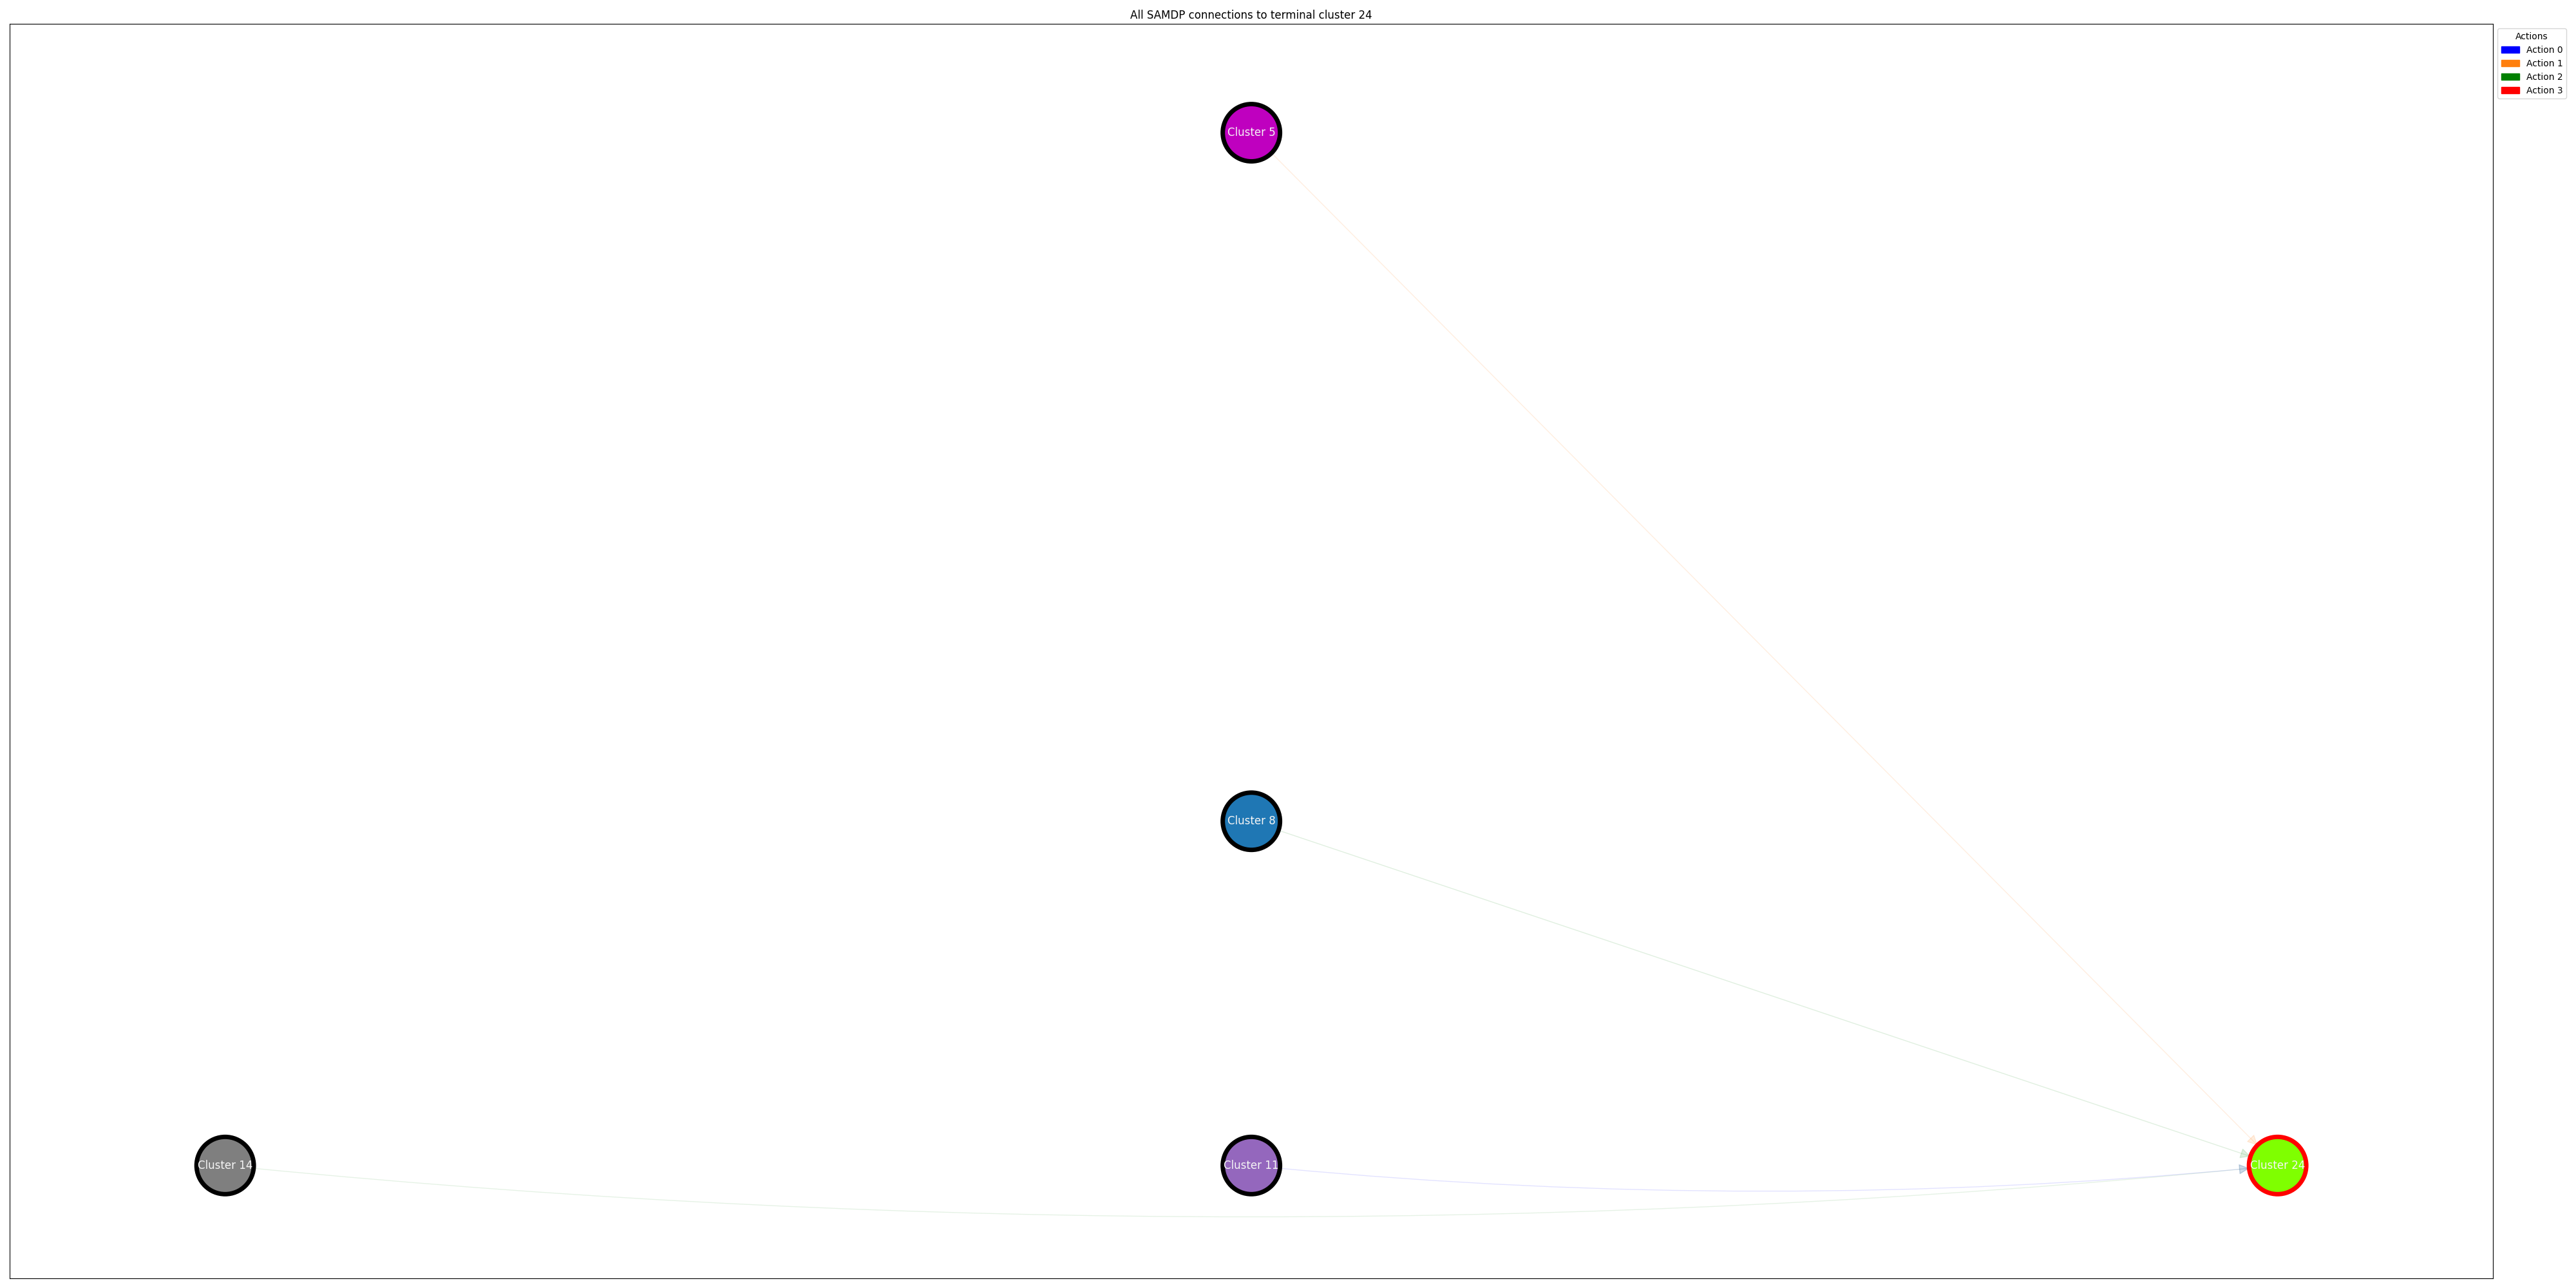 All SAMDP connections to terminal cluster 24
Actions
Action 0
Action 1
Action 2
Action 3
Cluster 5
Cluster 8
Cluster 14
Cluster 11
Cluster 24